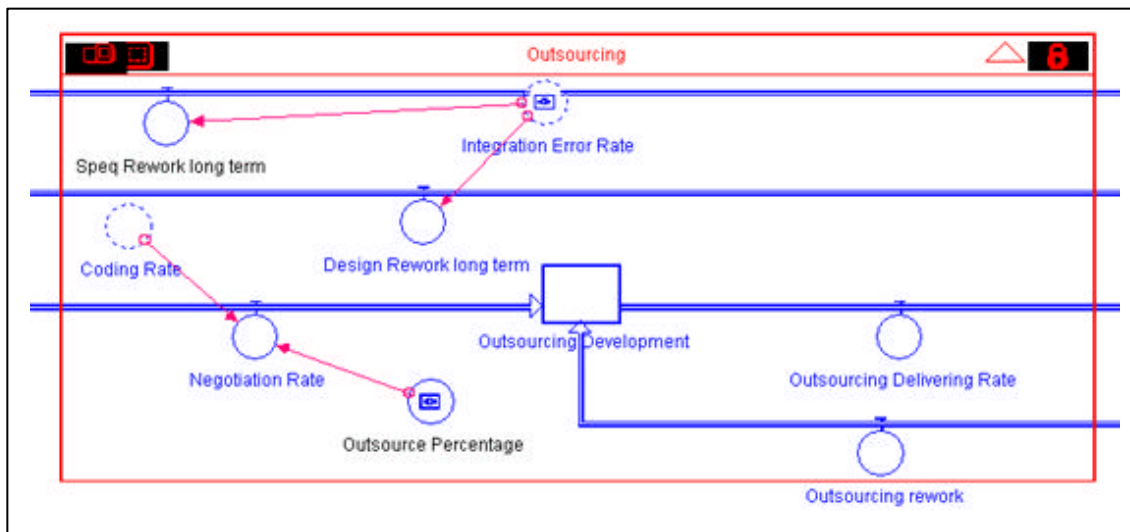 Outsourcing
Integration Error Rate
Speq Rework long term
Coding Rate
Design Rework long term
Outsourcing Development
Negotiation Rate
Outsourcing Delivering Rate
Outsource Percentage
Outsourcing rework